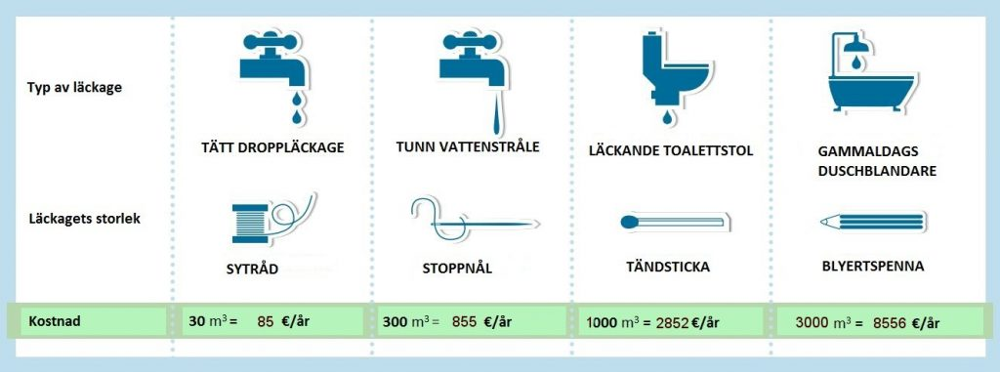 Typ av läckage
TÄTT DROPPLÄCKAGE
TUNN VATTENSTRÅLE
LÄCKANDE TOALETTSTOL
GAMMALDAGS
DUSCHBLANDARE
Läckagets storlek
SYTRÅD
STOPPNÅL
TÄNDSTICKA
BLYERTSPENNA
Kostnad
30 m³ = 85 €/år
300 m³ = 855 €/år
1000 m³ = 2852 €/år
3000 m³ = 8556 €/år